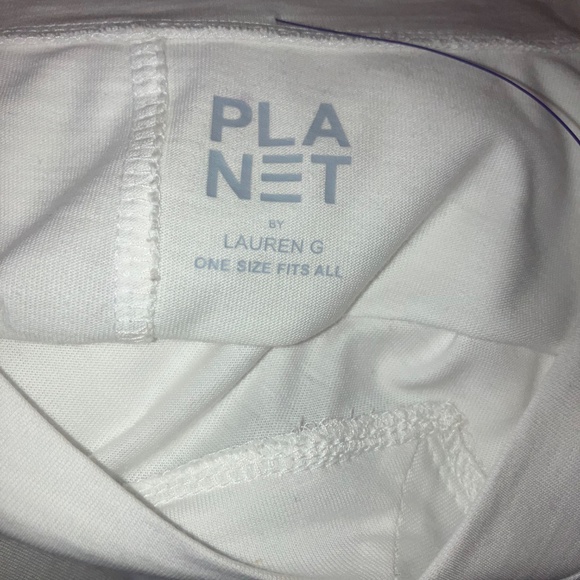 PLA
NET
BY
LAUREN G
ONE SIZE FITS ALL